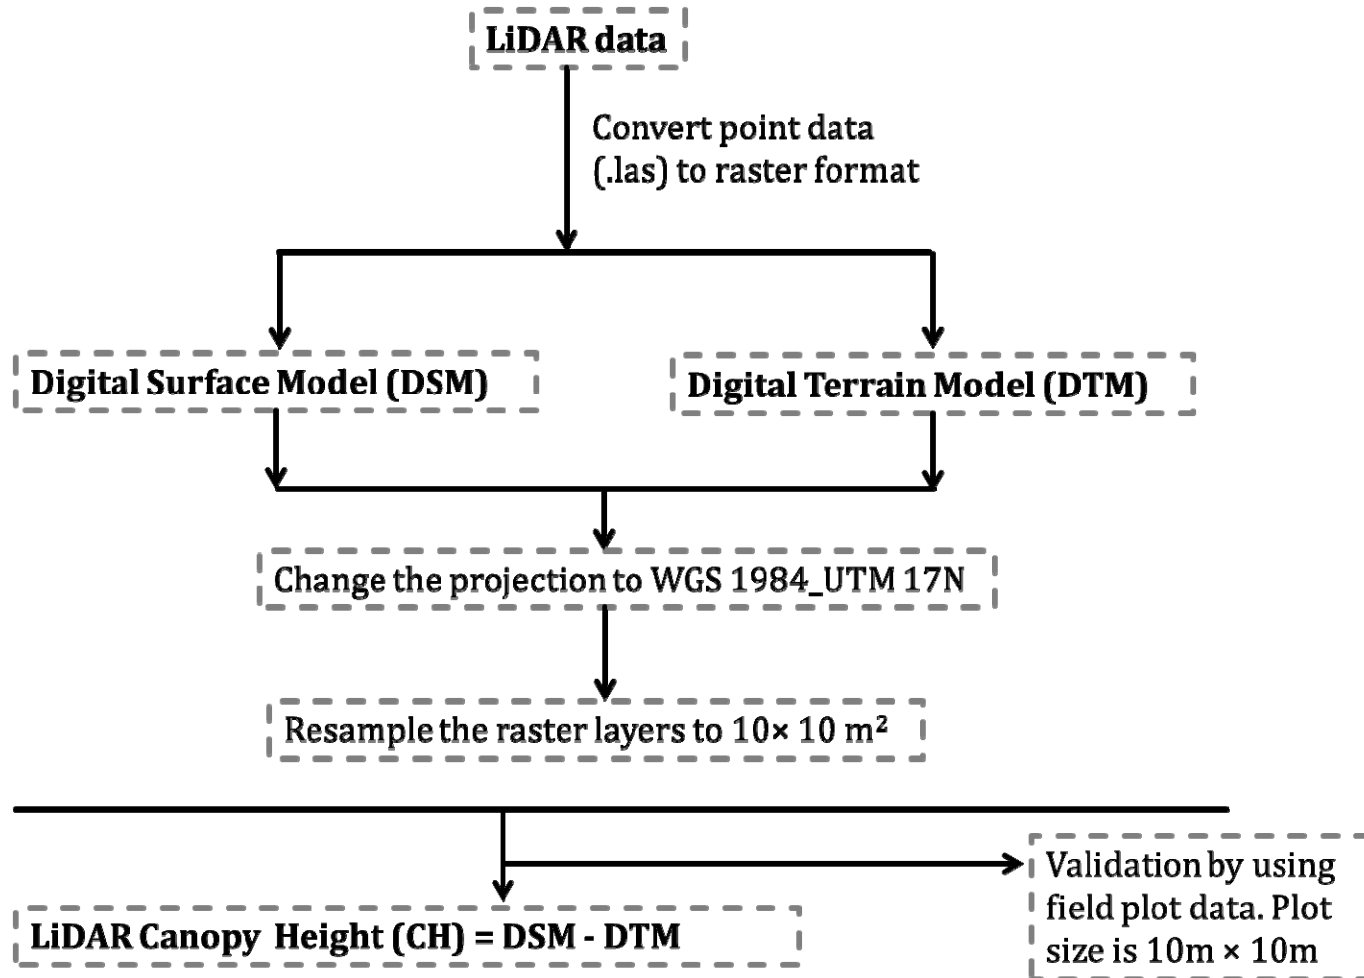 LiDAR data
Convert point data
(.las) to raster format
Digital Surface Model (DSM)
Digital Terrain Model (DTM)
Change the projection to WGS 1984_UTM 17N
Resample the raster layers to 10× 10 m²
Validation by using
field plot data. Plot
size is 10m × 10m
LiDAR Canopy Height (CH) = DSM - DTM